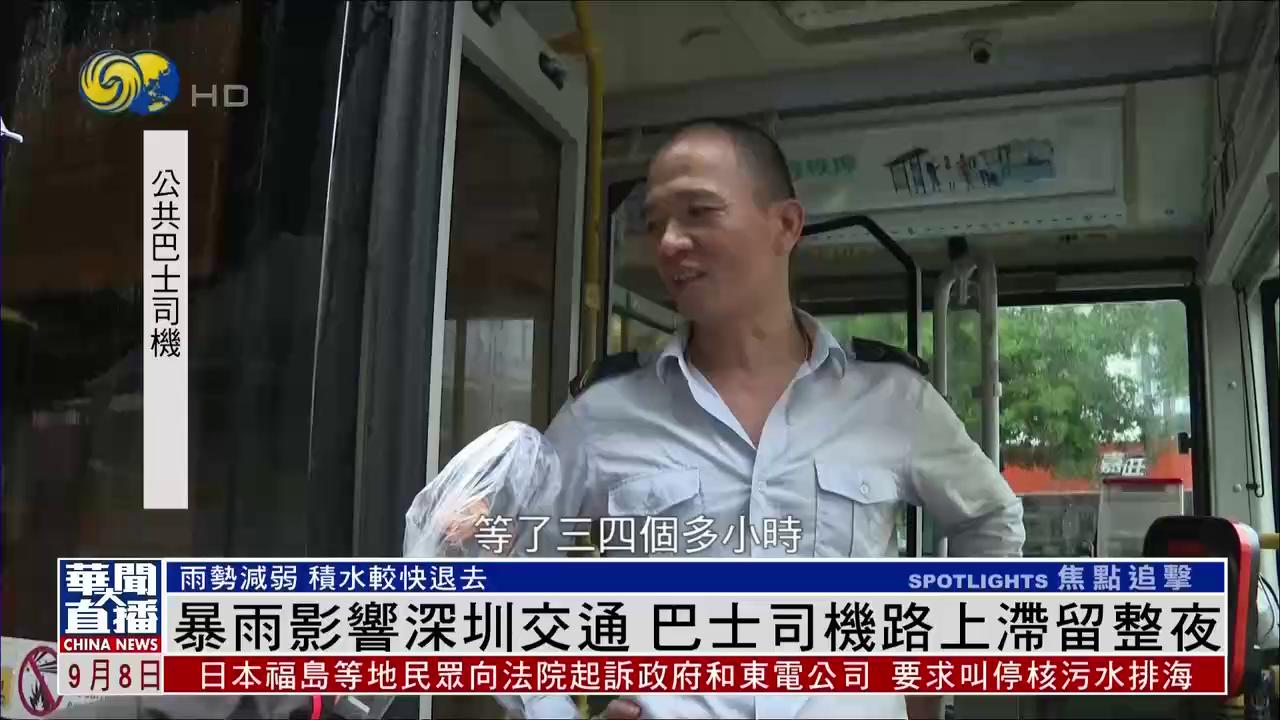 HD
公共巴士司機
等了三四個多小時
雨勢減弱 積水較快退去
SPOTLIGHTS 焦點追擊
華聞大直播
CHINA NEWS
暴雨影響深圳交通 巴士司機路上滯留整夜
9月8日
日本福島等地民眾向法院起訴政府和東電公司 要求叫停核污水排海